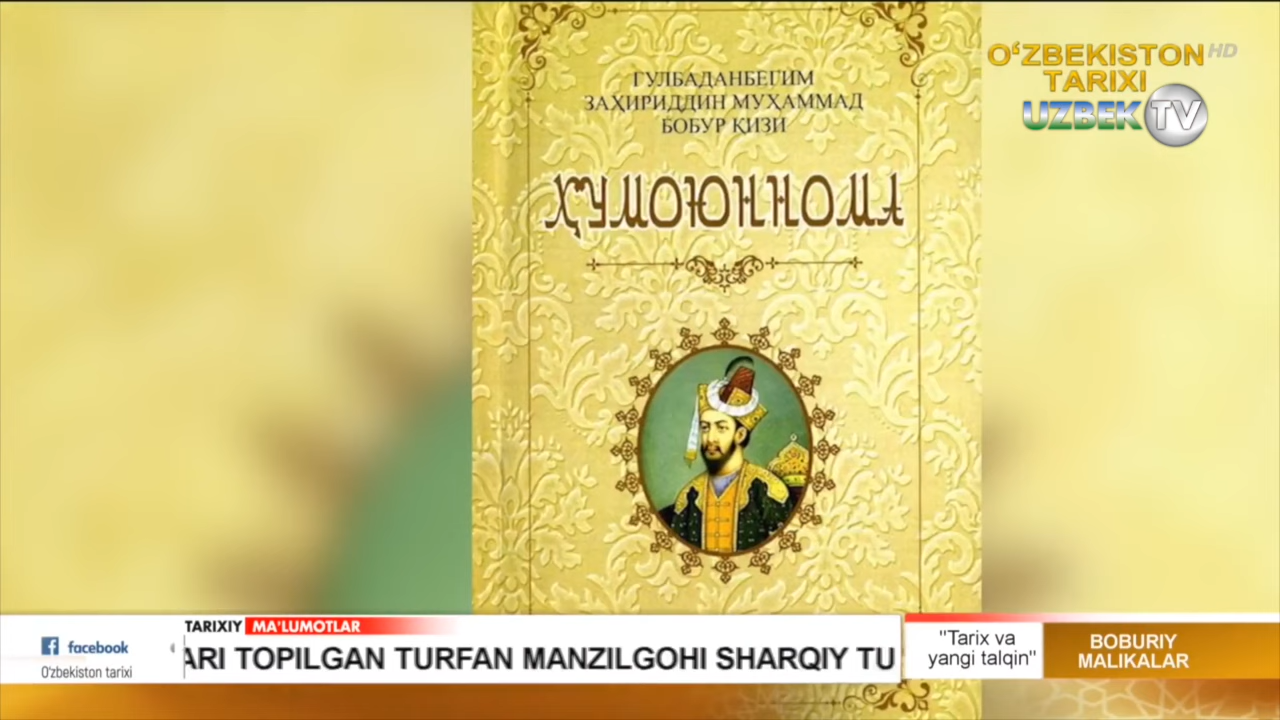 ГУЛБАДАНБЕГИМ
ЗАҲИРИДДИН МУҲАММАД
БОБУР ҚИЗИ
ҲУМОЮННОМА
OʻZBEKISTON HD
TARIXI
UZBEK TV
TARIXIY MA'LUMOTLAR
facebook
O'zbekiston tarixi
ARI TOPILGAN TURFAN MANZILGOHI SHARQIY TU
"Tarix va
yangi talqin"
BOBURIY
MALIKALAR